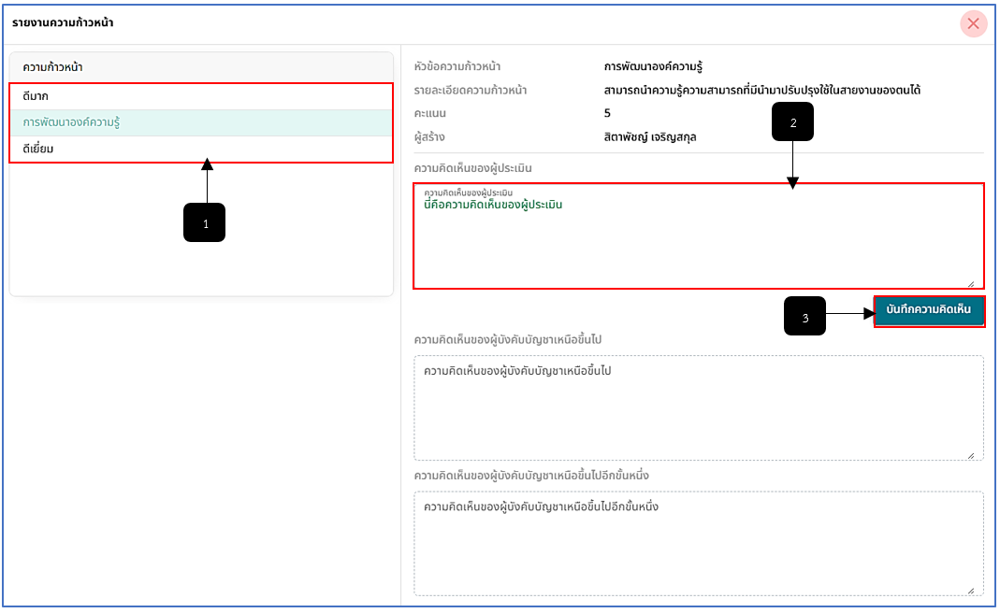 รายงานความก้าวหน้า
ความก้าวหน้า
ดีมาก
การพัฒนาองค์ความรู้
ดีเยี่ยม
1
หัวข้อความก้าวหน้า การพัฒนาองค์ความรู้
รายละเอียดความก้าวหน้า สามารถนำความรู้ความสามารถที่มีนำมาปรับปรุงใช้ในสายงานของตนได้
คะแนน 5
ผู้สร้าง สิตาพัชญ์ เจริญสกุล
2
ความคิดเห็นของผู้ประเมิน
ความคิดเห็นของผู้ประเมิน
นี่คือความคิดเห็นของผู้ประเมิน
3
บันทึกความคิดเห็น
ความคิดเห็นของผู้บังคับบัญชาเหนือขึ้นไป
ความคิดเห็นของผู้บังคับบัญชาเหนือขึ้นไป
ความคิดเห็นของผู้บังคับบัญชาเหนือขึ้นไปอีกชั้นหนึ่ง
ความคิดเห็นของผู้บังคับบัญชาเหนือขึ้นไปอีกขั้นหนึ่ง